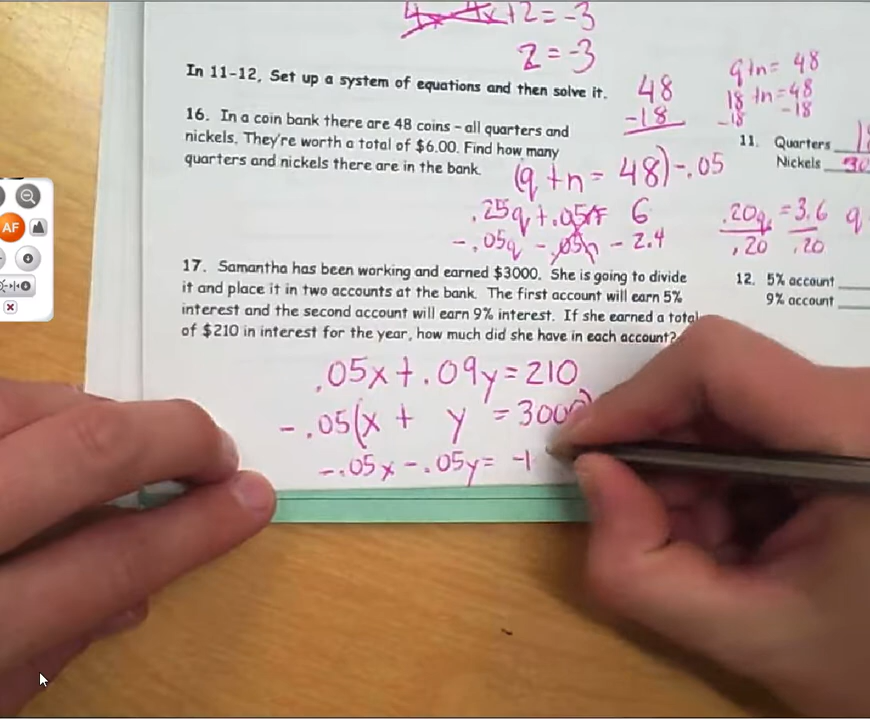 4x - 4x + 12 = -3
z = -3
In 11-12, Set up a system of equations and then solve it.
48
-18
q + n = 48
18 + n = 48
-18 -18
16. In a coin bank there are 48 coins – all quarters and
nickels. They're worth a total of $6.00. Find how many
quarters and nickels there are in the bank.
11. Quarters
Nickels 30
(q + n = 48) -.05
.25q + .05n = 6
-.05q - .05n - 2.4
.20q = 3.6 q
.20 .20
17. Samantha has been working and earned $3000. She is going to divide
it and place it in two accounts at the bank. The first account will earn 5%
interest and the second account will earn 9% interest. If she earned a total
of $210 in interest for the year, how much did she have in each account?
12. 5% account
9% account
.05x + .09y = 210
-.05(x + y = 3000)
-.05x - .05y = -1
AF